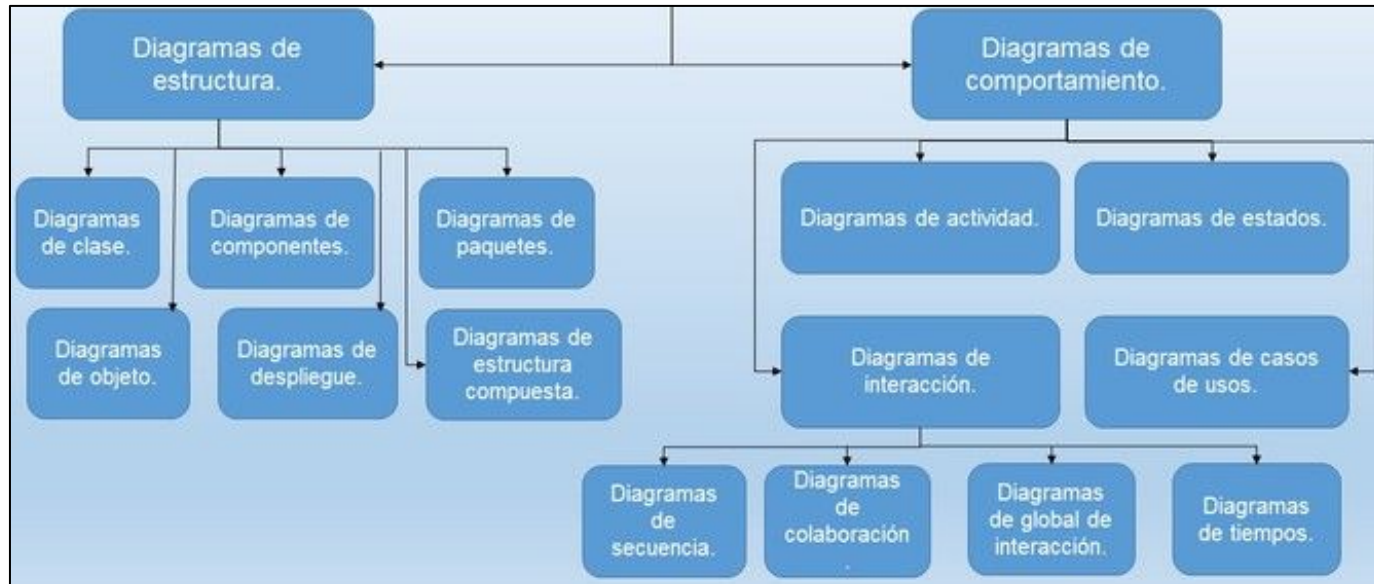 Diagramas de
estructura.
Diagramas de
comportamiento.
Diagramas
de clase.
Diagramas de
componentes.
Diagramas de
paquetes.
Diagramas de actividad.
Diagramas de estados.
Diagramas
de objeto.
Diagramas de
despliegue.
Diagramas de
estructura
compuesta.
Diagramas de
interacción.
Diagramas de casos
de usos.
Diagramas
de
secuencia.
Diagramas
de
colaboración
.
Diagramas
de global de
interacción.
Diagramas
de tiempos.